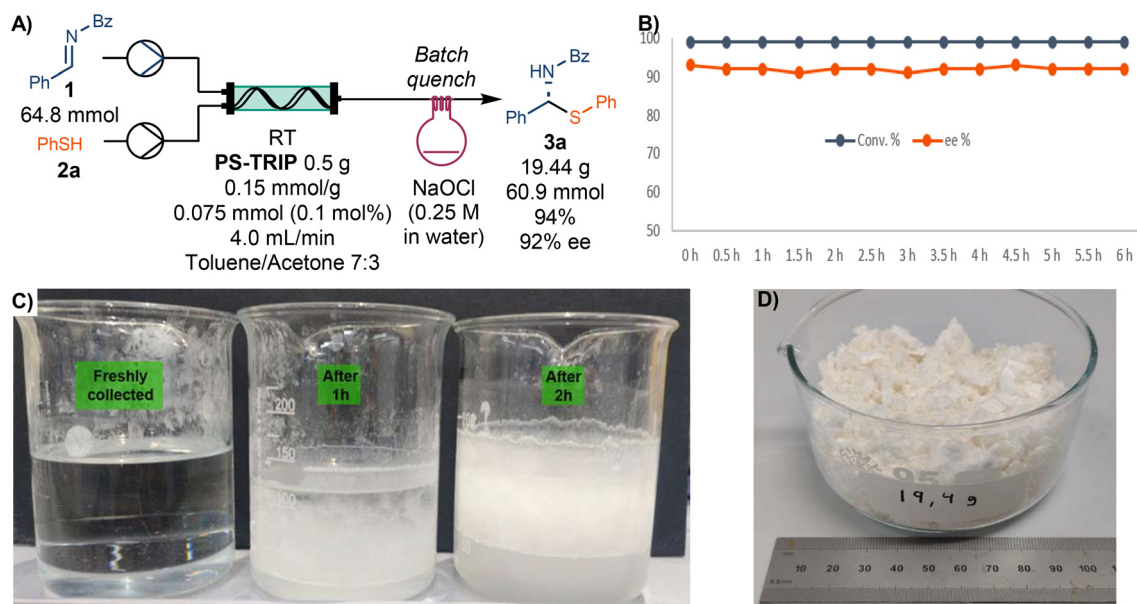 A)
N
Bz
Ph
1
64.8 mmol
PhSH
2a
RT
PS-TRIP 0.5 g
0.15 mmol/g
0.075 mmol (0.1 mol%)
4.0 mL/min
Toluene/Acetone 7:3
Batch
quench
NaOCl
(0.25 M
in water)
HN
Bz
Ph
S
Ph
3a
19.44 g
60.9 mmol
94%
92% ee
B)
100
90
80
70
60
50
Conv. %
ee %
0 h 0.5 h 1 h 1.5 h 2 h 2.5 h 3 h 3.5 h 4 h 4.5 h 5 h 5.5 h 6 h
C)
Freshly
collected
After
1h
200
150
100
After
2h
D)
95
19,4 g
mm
10 20 30 40 50 60 70 80 90 100
0.5mm